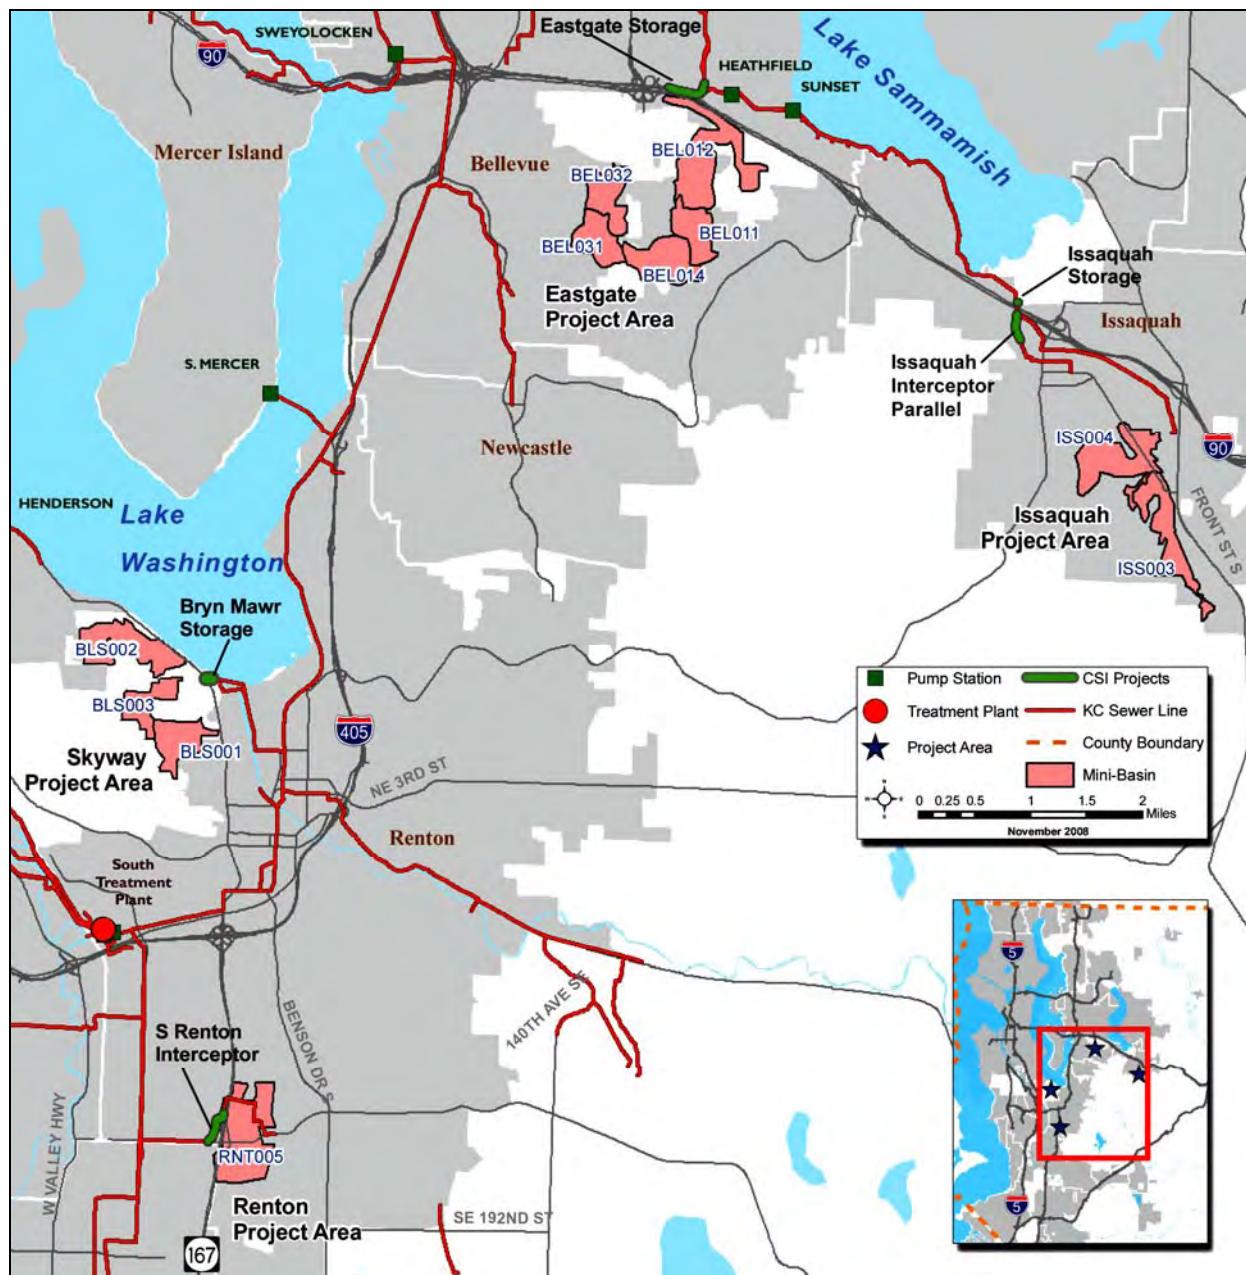 Eastgate Storage
SWEYOLOCKEN
90
HEATHFIELD
SUNSET
Lake Sammamish
Mercer Island
Bellevue
BEL012
BEL032
BEL031
BEL011
BEL014
Eastgate
Project Area
Issaquah
Storage
Issaquah
Issaquah
Interceptor
Parallel
S. MERCER
Newcastle
ISS004
90
FRONT ST S
Issaquah
Project Area
ISS003
HENDERSON
Lake
Washington
Bryn Mawr
Storage
BLS002
BLS003
BLS001
Skyway
Project Area
405
NE 3RD ST
Renton
Pump Station
CSI Projects
Treatment Plant
KC Sewer Line
Project Area
County Boundary
Mini-Basin
0 0.25 0.5 1 1.5 2
Miles
November 2008
South
Treatment
Plant
140TH AVE SE
BENSON DR S
S Renton
Interceptor
W VALLEY HWY
RNT005
Renton
Project Area
SE 192ND ST
167
5
5